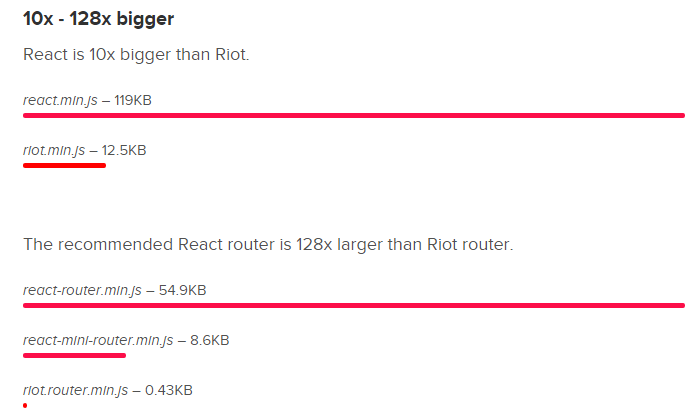 10x - 128x bigger
React is 10x bigger than Riot.
react.min.js – 119KB
riot.min.js – 12.5KB
The recommended React router is 128x larger than Riot router.
react-router.min.js – 54.9KB
react-mini-router.min.js – 8.6KB
riot.router.min.js – 0.43KB